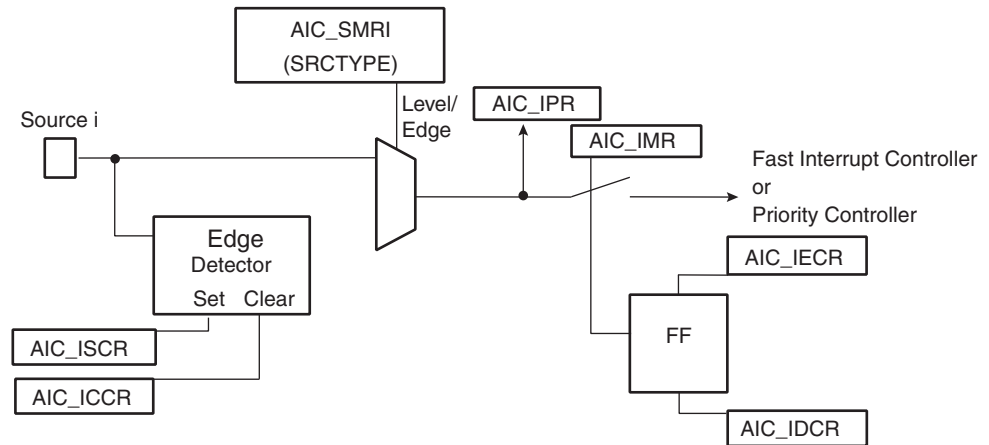 AIC_SMRI
(SRCTYPE)
Source i
Level/
Edge
AIC_IPR
AIC_IMR
Fast Interrupt Controller
or
Priority Controller
Edge
Detector
Set Clear
AIC_IECR
FF
AIC_ISCR
AIC_ICCR
AIC_IDCR